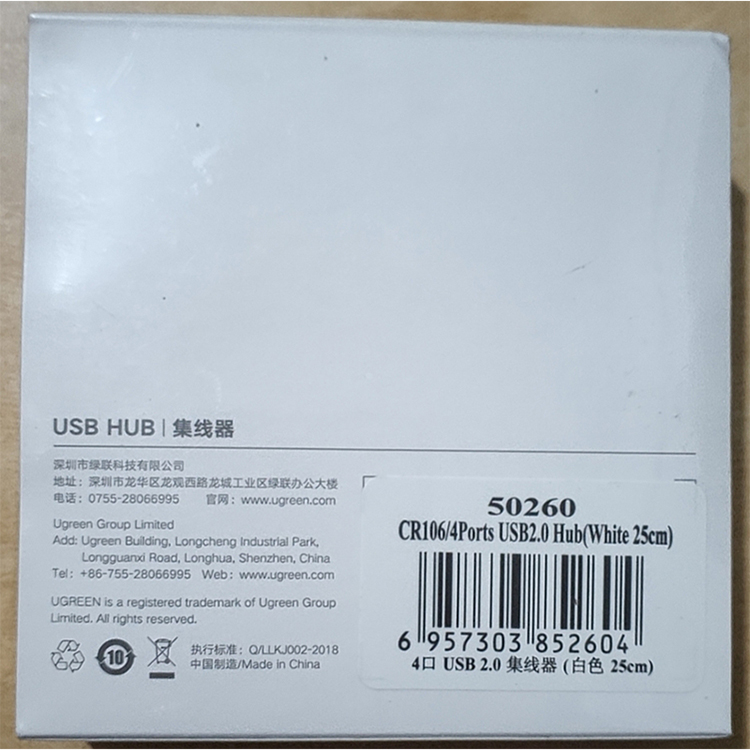 USB HUB | 集线器
深圳市绿联科技有限公司
地址：深圳市龙华区龙观西路龙城工业区绿联办公大楼
电话：0755-28066995 官网：www.ugreen.com
Ugreen Group Limited
Add: Ugreen Building, Longcheng Industrial Park,
Longguanxi Road, Longhua, Shenzhen, China
Tel: +86-755-28066995 Web: www.ugreen.com
UGREEN is a registered trademark of Ugreen Group
Limited. All rights reserved.
10
执行标准：Q/LLKJ002-2018
中国制造/Made in China
50260
CR106/4Ports USB2.0 Hub(White 25cm)
6 957303 852604
4口 USB 2.0 集线器 (白色 25cm)